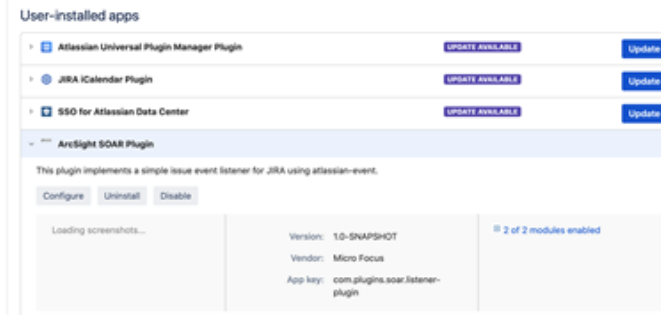 User-installed apps
Atlassian Universal Plugin Manager Plugin UPDATE AVAILABLE Update
JIRA iCalendar Plugin UPDATE AVAILABLE Update
SSO for Atlassian Data Center UPDATE AVAILABLE Update
ArcSight SOAR Plugin
This plugin implements a simple issue event listener for JIRA using atlassian-event.
Configure Uninstall Disable
Loading screenshots...
Version: 1.0-SNAPSHOT
Vendor: Micro Focus
App key: com.plugins.soar.listener-
plugin
2 of 2 modules enabled